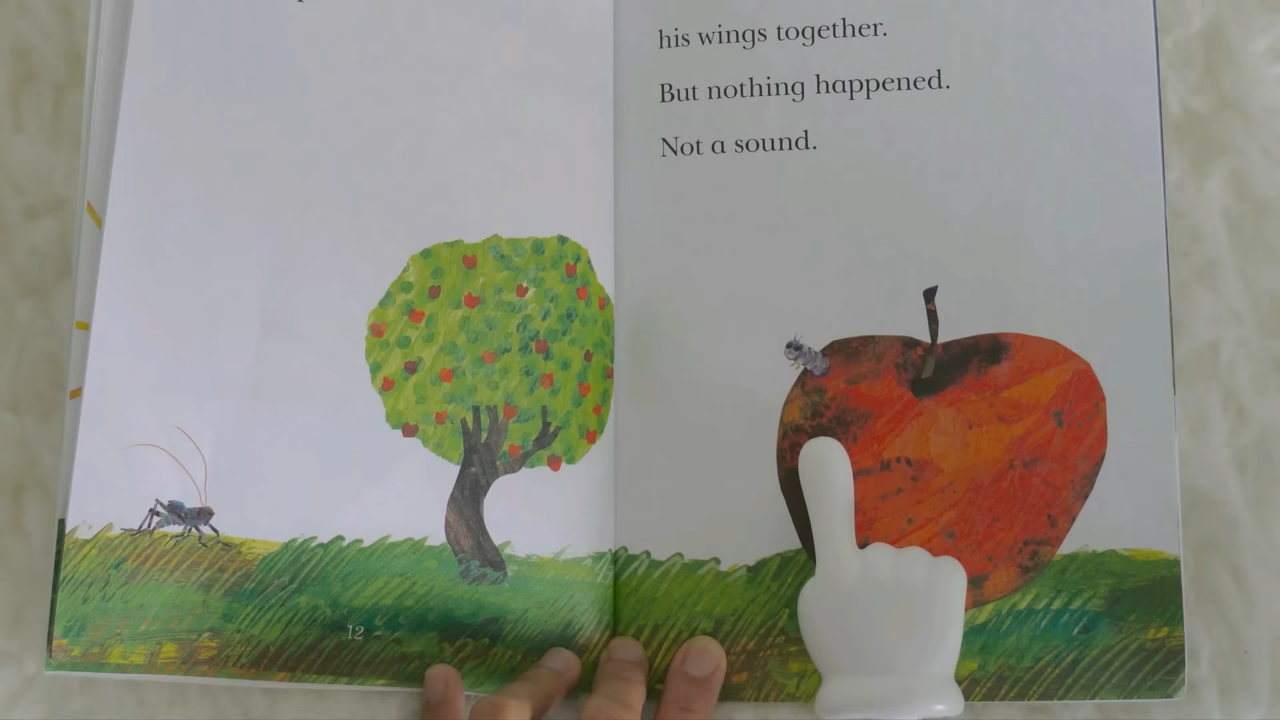 his wings together.
But nothing happened.
Not a sound.
12